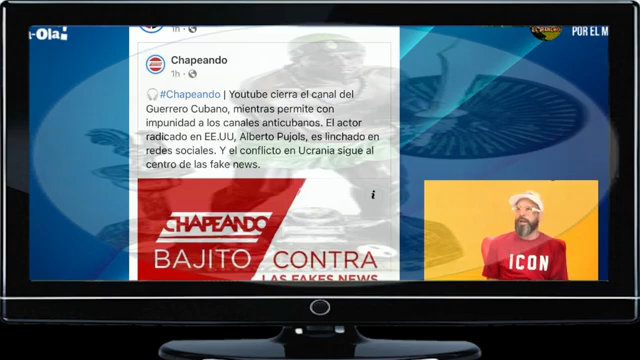 a-Ola!
POR EL M
1h
Chapeando
1h
#Chapeando | Youtube cierra el canal del
Guerrero Cubano, mientras permite con
impunidad a los canales anticubanos. El actor
radicado en EE.UU, Alberto Pujols, es linchado en
redes sociales. Y el conflicto en Ucrania sigue al
centro de las fake news.
i
CHAPEANDO
BAJITO CONTRA
LAS FAKES NEWS
ICON